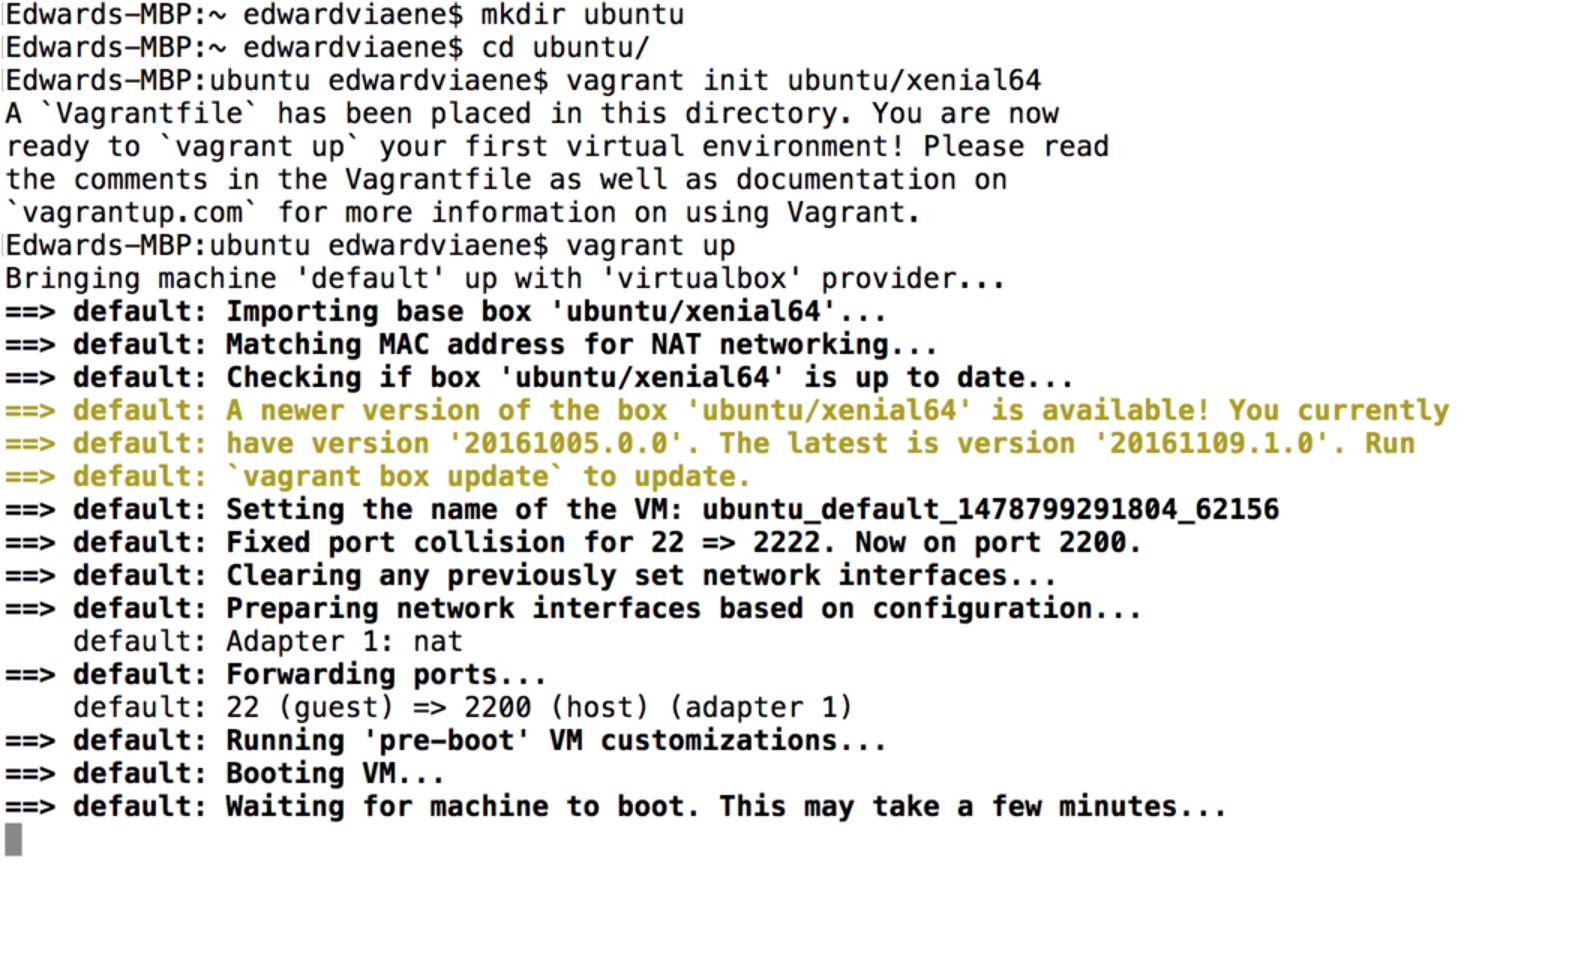 Edwards-MBP:~ edwardviaene$ mkdir ubuntu
Edwards-MBP:~ edwardviaene$ cd ubuntu/
Edwards-MBP:ubuntu edwardviaene$ vagrant init ubuntu/xenial64
A `Vagrantfile` has been placed in this directory. You are now
ready to `vagrant up` your first virtual environment! Please read
the comments in the Vagrantfile as well as documentation on
`vagrantup.com` for more information on using Vagrant.
Edwards-MBP:ubuntu edwardviaene$ vagrant up
Bringing machine 'default' up with 'virtualbox' provider...
==> default: Importing base box 'ubuntu/xenial64'...
==> default: Matching MAC address for NAT networking...
==> default: Checking if box 'ubuntu/xenial64' is up to date...
==> default: A newer version of the box 'ubuntu/xenial64' is available! You currently
==> default: have version '20161005.0.0'. The latest is version '20161109.1.0'. Run
==> default: `vagrant box update` to update.
==> default: Setting the name of the VM: ubuntu_default_1478799291804_62156
==> default: Fixed port collision for 22 => 2222. Now on port 2200.
==> default: Clearing any previously set network interfaces...
==> default: Preparing network interfaces based on configuration...
    default: Adapter 1: nat
==> default: Forwarding ports...
    default: 22 (guest) => 2200 (host) (adapter 1)
==> default: Running 'pre-boot' VM customizations...
==> default: Booting VM...
==> default: Waiting for machine to boot. This may take a few minutes...